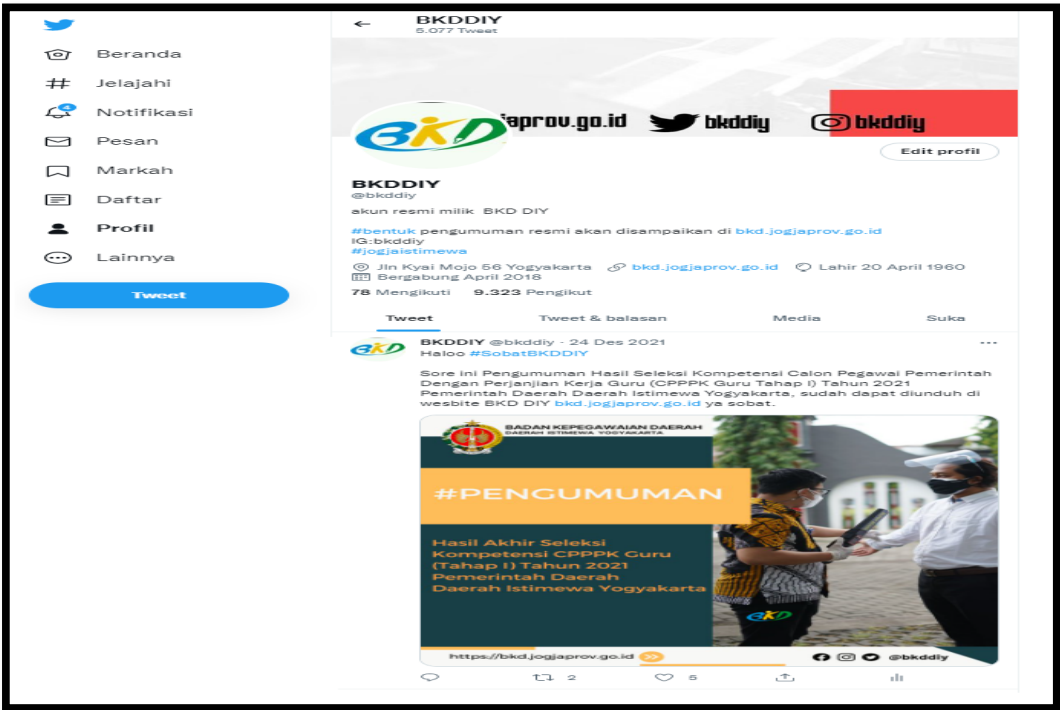 Beranda
Jelajahi
4
Notifikasi
Pesan
Markah
Daftar
Profil
Lainnya
Tweet
BKDDIY
5.077 Tweet
BKD
japrov.go.id bkddiy bkddiy
Edit profil
BKDDIY
@bkddiy
akun resmi milik BKD DIY
#bentuk pengumuman resmi akan disampaikan di bkd.jogjaprov.go.id
IG:bkddiy
#jogjaistimewa
Jln Kyai Mojo 56 Yogyakarta bkd.jogjaprov.go.id Lahir 20 April 1960
Bergabung April 2018
78 Mengikuti 9.323 Pengikut
Tweet Tweet & balasan Media Suka
BKD
BKDDIY @bkddiy · 24 Des 2021
Haloo #SobatBKDDIY
Sore ini Pengumuman Hasil Seleksi Kompetensi Calon Pegawai Pemerintah
Dengan Perjanjian Kerja Guru (CPPPK Guru Tahap I) Tahun 2021
Pemerintah Daerah Daerah Istimewa Yogyakarta, sudah dapat diunduh di
wesbite BKD DIY bkd.jogjaprov.go.id ya sobat.
BADAN KEPEGAWAIAN DAERAH
DAERAH ISTIMEWA YOGYAKARTA
#PENGUMUMAN
Hasil Akhir Seleksi
Kompetensi CPPPK Guru
(Tahap I) Tahun 2021
Pemerintah Daerah
Daerah Istimewa Yogyakarta
BKD
https://bkd.jogjaprov.go.id @bkddiy
2 5